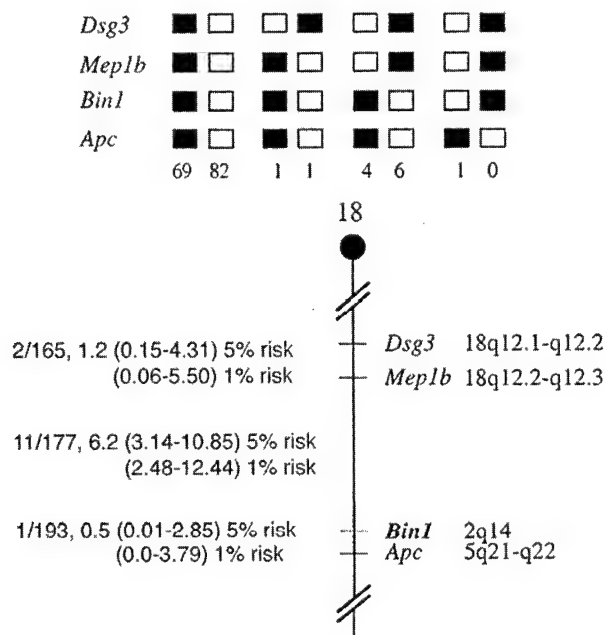 Dsg3
Mep1b
Bin1
Apc
69 82 1 1 4 6 1 0
18
2/165, 1.2 (0.15-4.31) 5% risk
(0.06-5.50) 1% risk
Dsg3 18q12.1-q12.2
Mep1b 18q12.2-q12.3
11/177, 6.2 (3.14-10.85) 5% risk
(2.48-12.44) 1% risk
1/193, 0.5 (0.01-2.85) 5% risk
(0.0-3.79) 1% risk
Bin1 2q14
Apc 5q21-q22